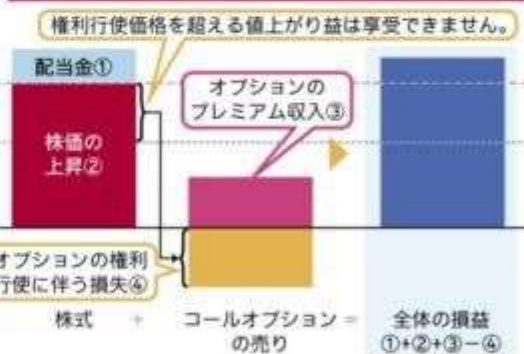 権利行使価格を超える値上がり益は享受できません。
配当金①
オプションの
プレミアム収入③
株価の
上昇②
オプションの権利
行使に伴う損失④
株式 + コールオプション = 全体の損益
の売り ①+②+③−④